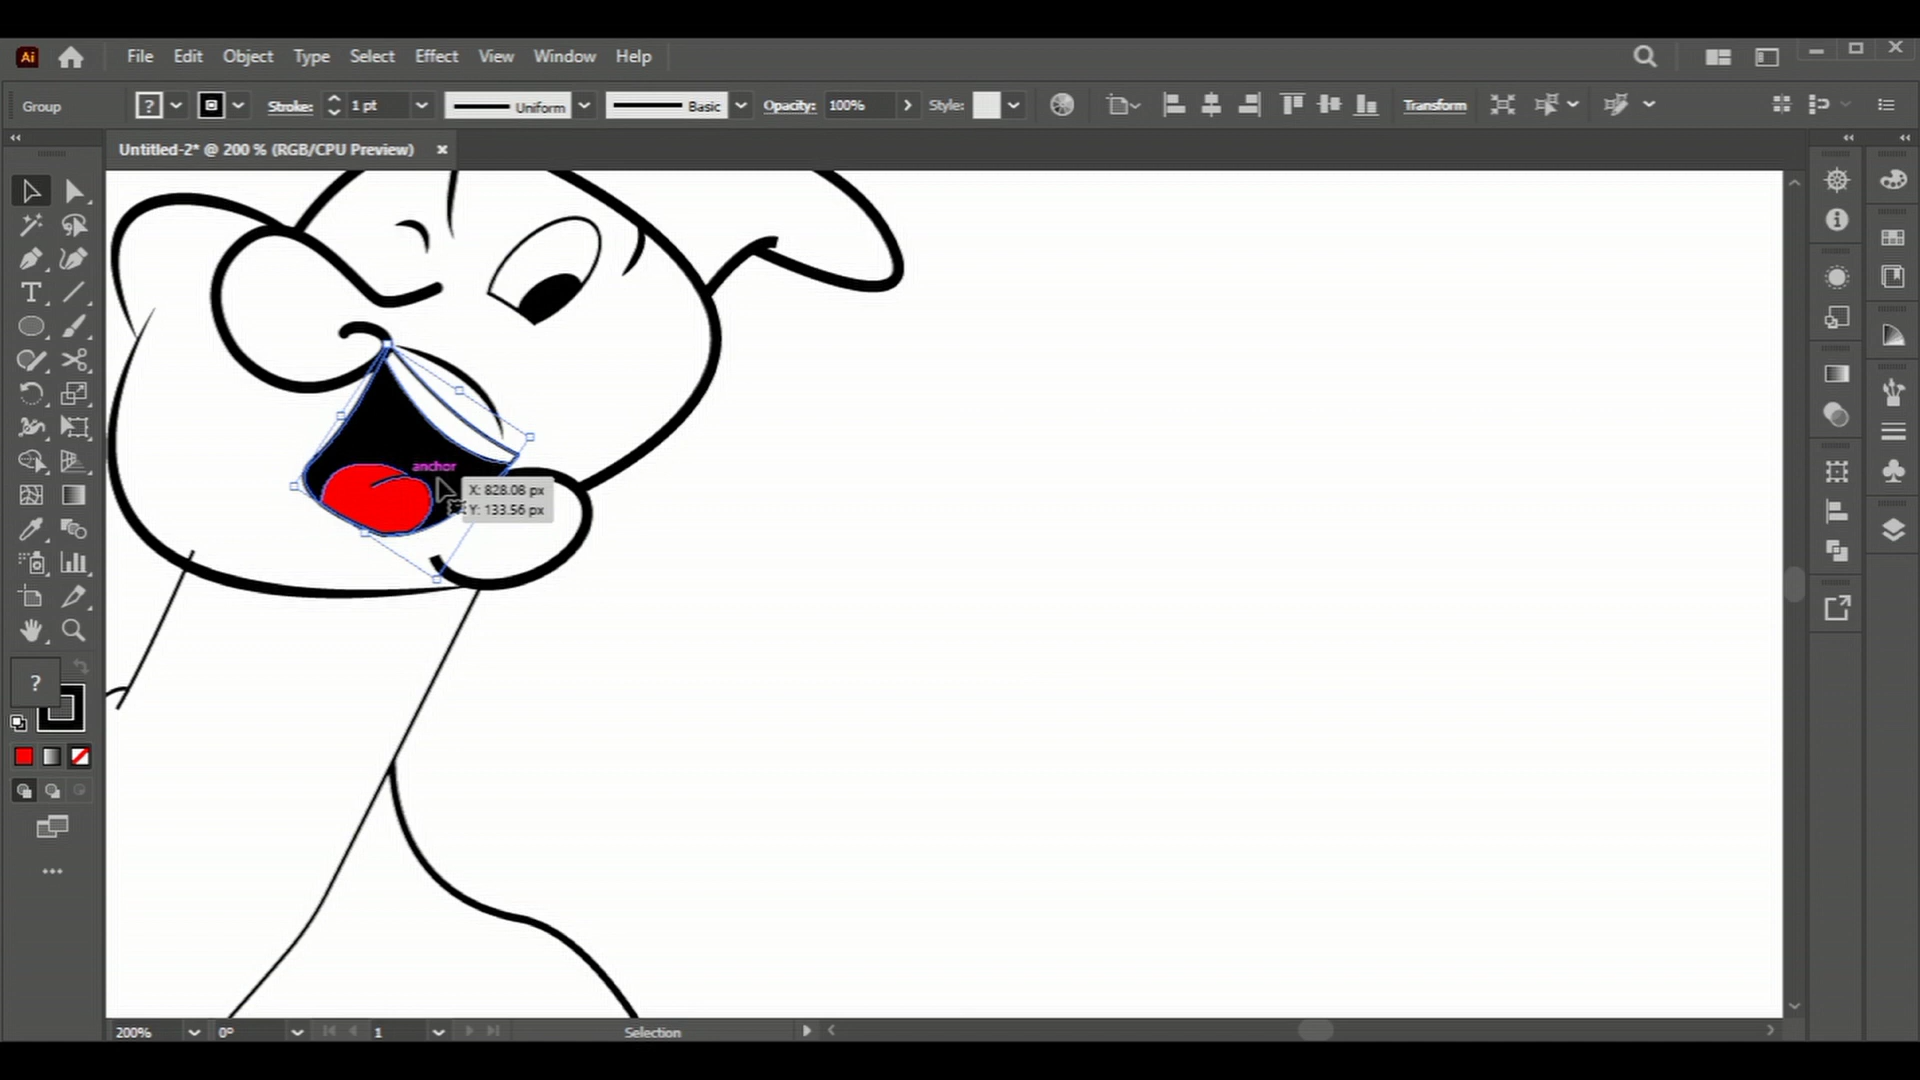 Ai File Edit Object Type Select Effect View Window Help
Group ? Stroke: 1 pt Uniform Basic Opacity: 100% Style: Transform
Untitled-2* @ 200 % (RGB/CPU Preview)
T
anchor
X: 828.08 px
Y: 133.56 px
?
200% 0° 1 Selection